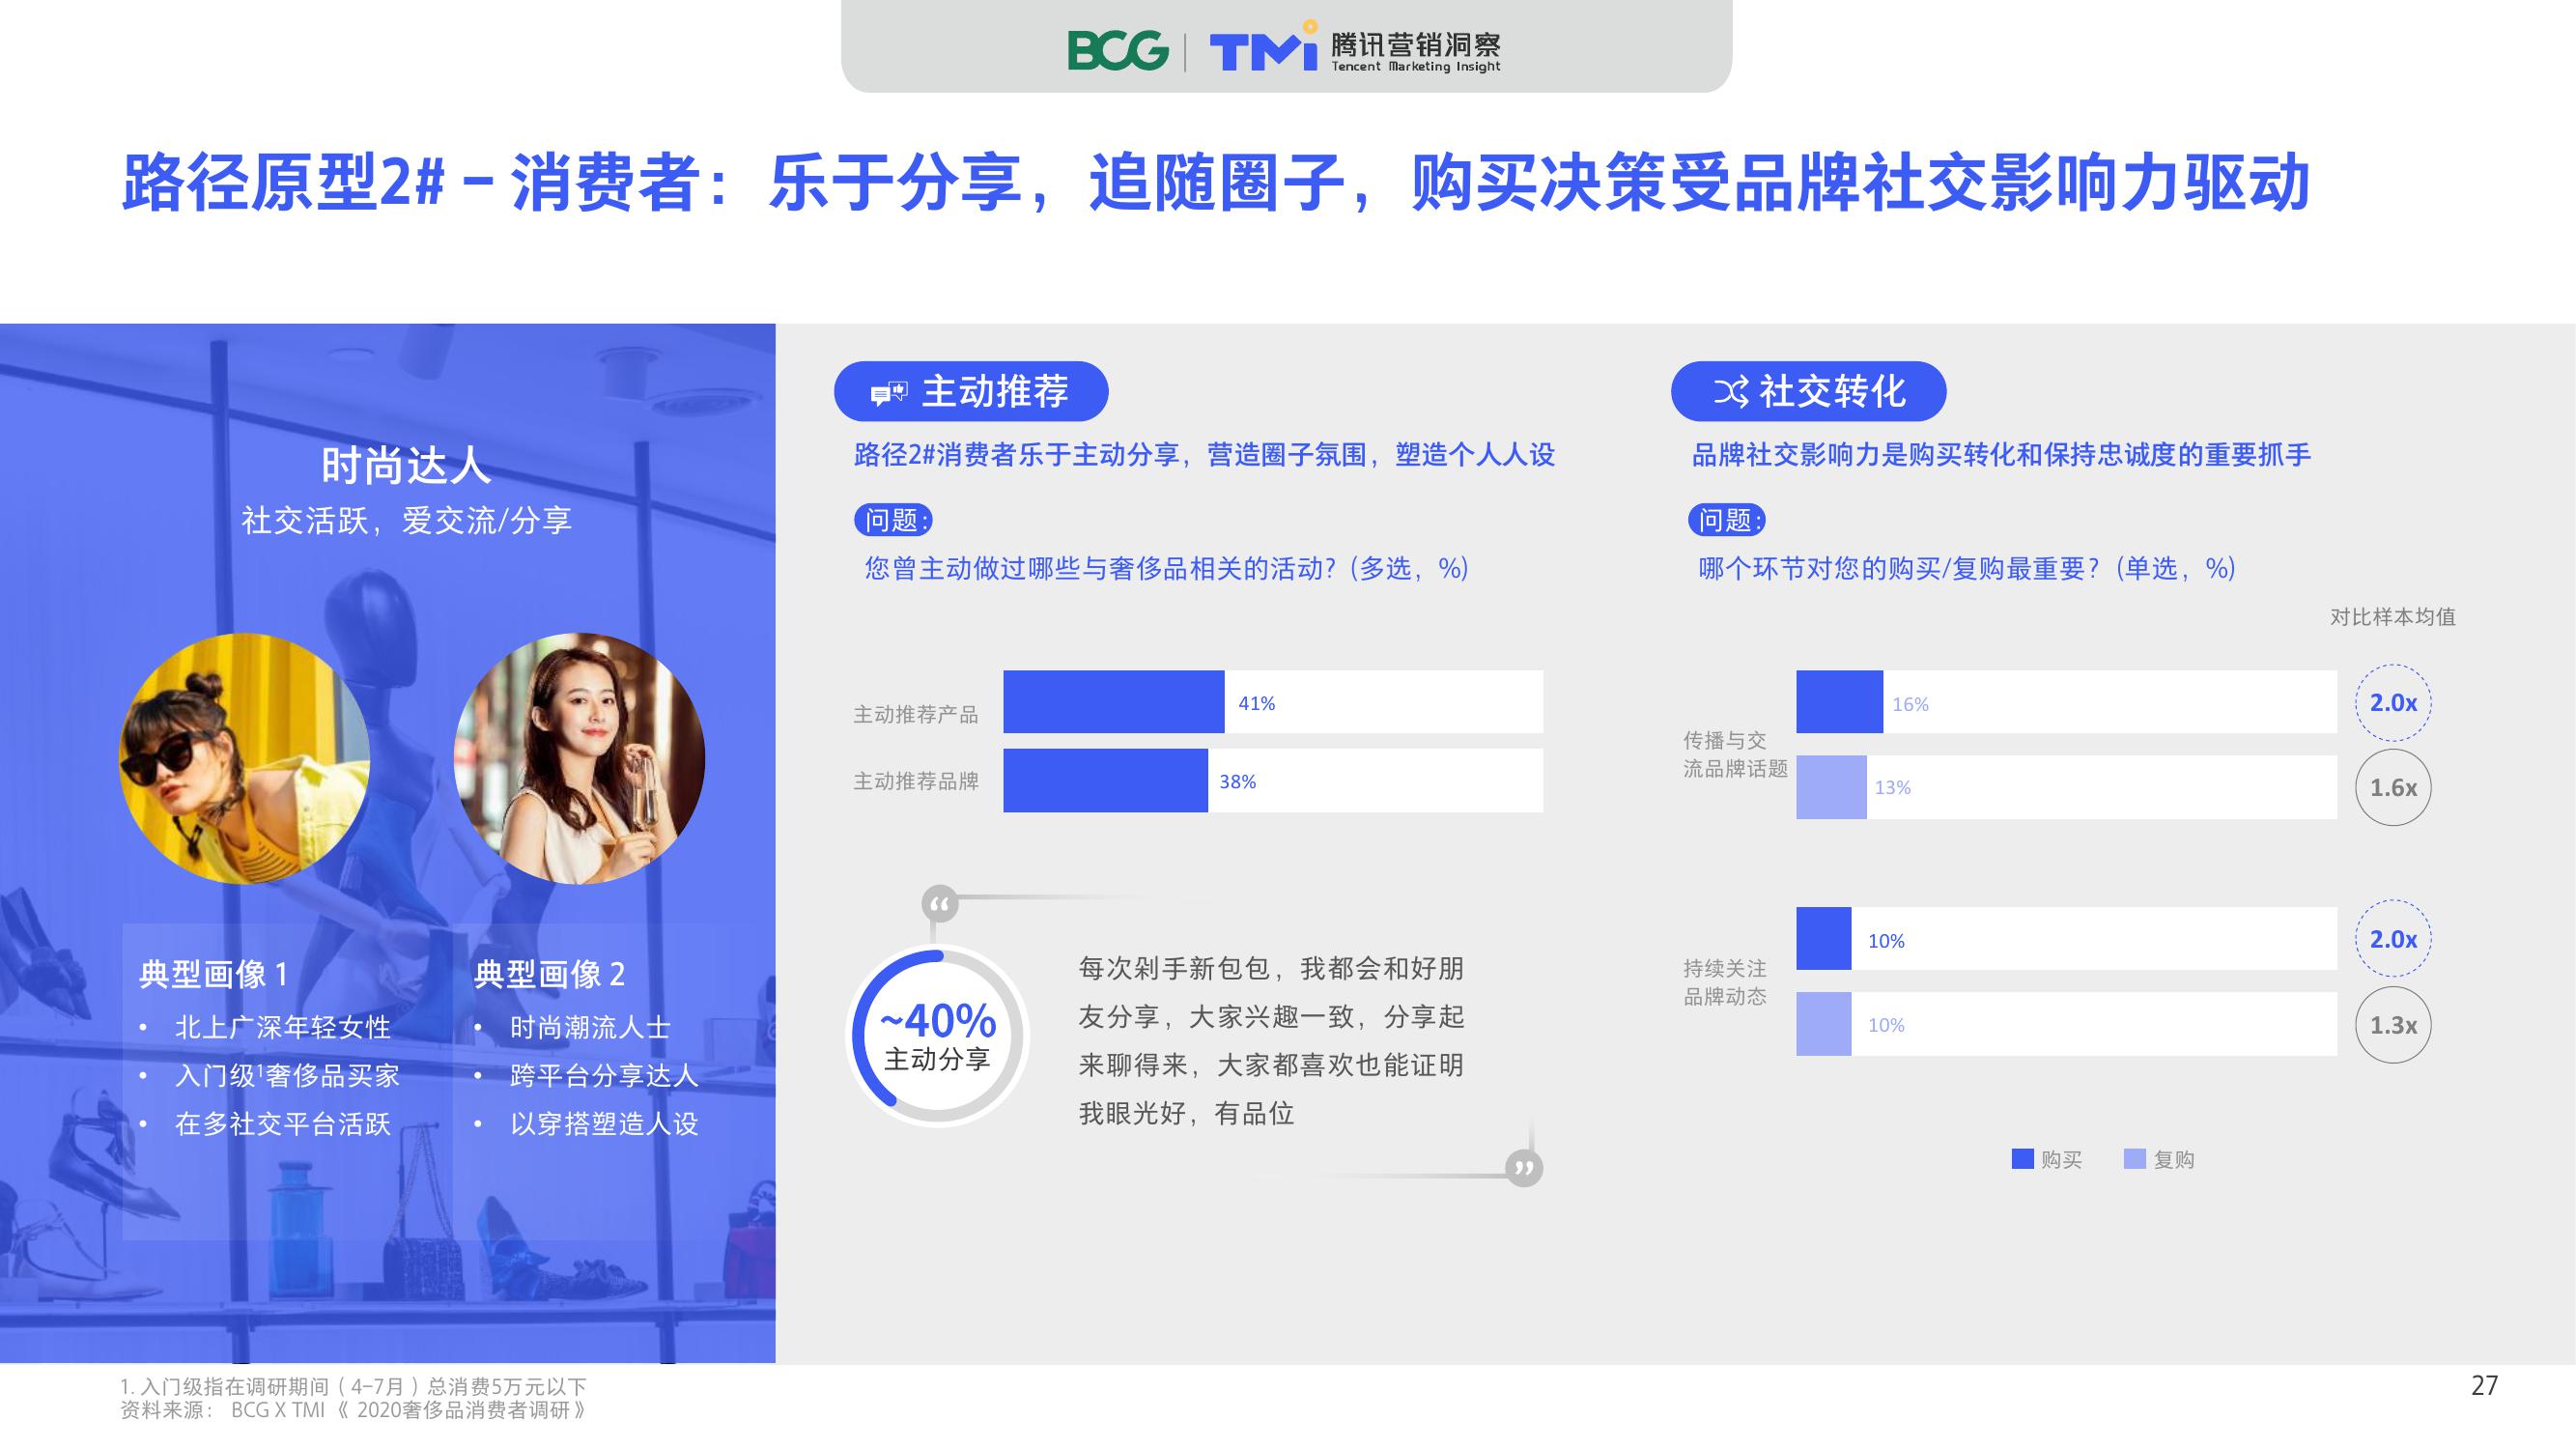 BCG
TMi 腾讯营销洞察
Tencent Marketing Insight
路径原型2# – 消费者：乐于分享，追随圈子，购买决策受品牌社交影响力驱动
时尚达人
社交活跃，爱交流/分享
典型画像 1
• 北上广深年轻女性
• 入门级¹奢侈品买家
• 在多社交平台活跃
典型画像 2
• 时尚潮流人士
• 跨平台分享达人
• 以穿搭塑造人设
主动推荐
路径2#消费者乐于主动分享，营造圈子氛围，塑造个人人设
问题：
您曾主动做过哪些与奢侈品相关的活动？(多选，%)
主动推荐产品 41%
主动推荐品牌 38%
~40%
主动分享
“
每次剁手新包包，我都会和好朋
友分享，大家兴趣一致，分享起
来聊得来，大家都喜欢也能证明
我眼光好，有品位
”
社交转化
品牌社交影响力是购买转化和保持忠诚度的重要抓手
问题：
哪个环节对您的购买/复购最重要？(单选，%)
对比样本均值
传播与交
流品牌话题
16% 2.0x
13% 1.6x
持续关注
品牌动态
10% 2.0x
10% 1.3x
购买 复购
1. 入门级指在调研期间（4–7月）总消费5万元以下
资料来源： BCG X TMI《 2020奢侈品消费者调研》
27